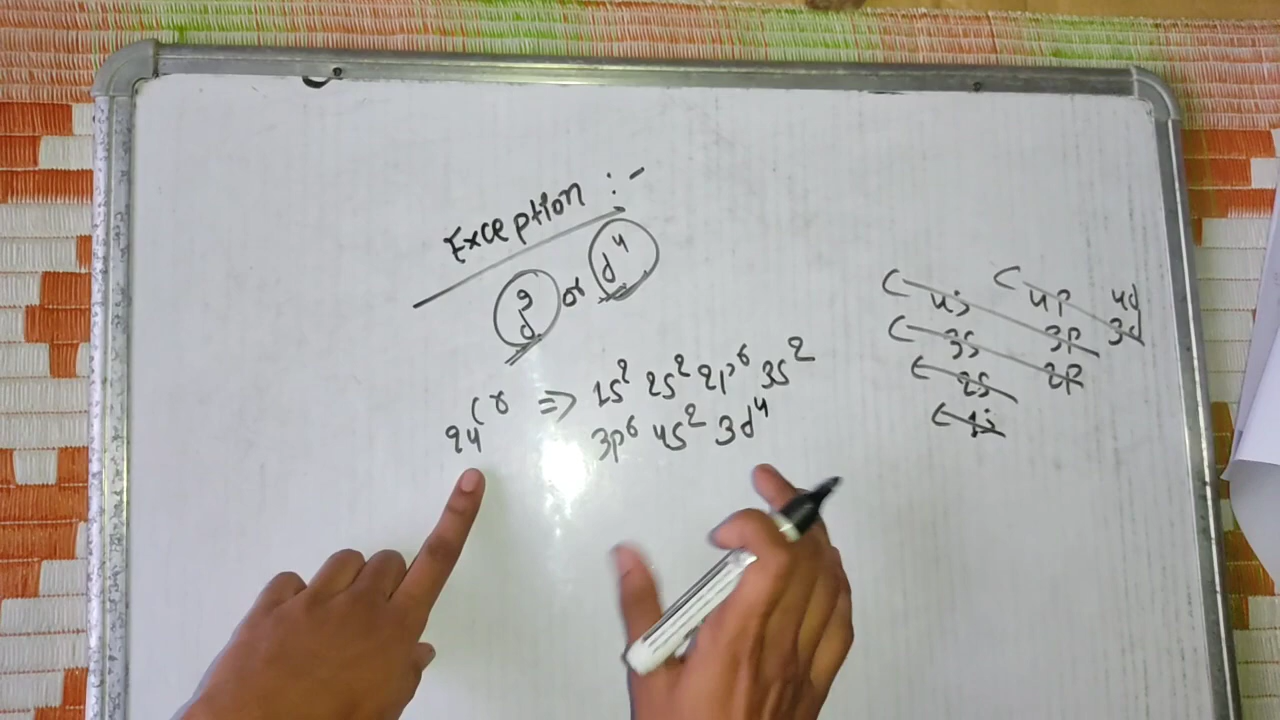 Exception :-
d⁹ or d⁴
₂₄Cr ⇒ 1s² 2s² 2p⁶ 3s²
3p⁶ 4s² 3d⁴
4s 4p 4d
3s 3p 3d
2s 2p
1s